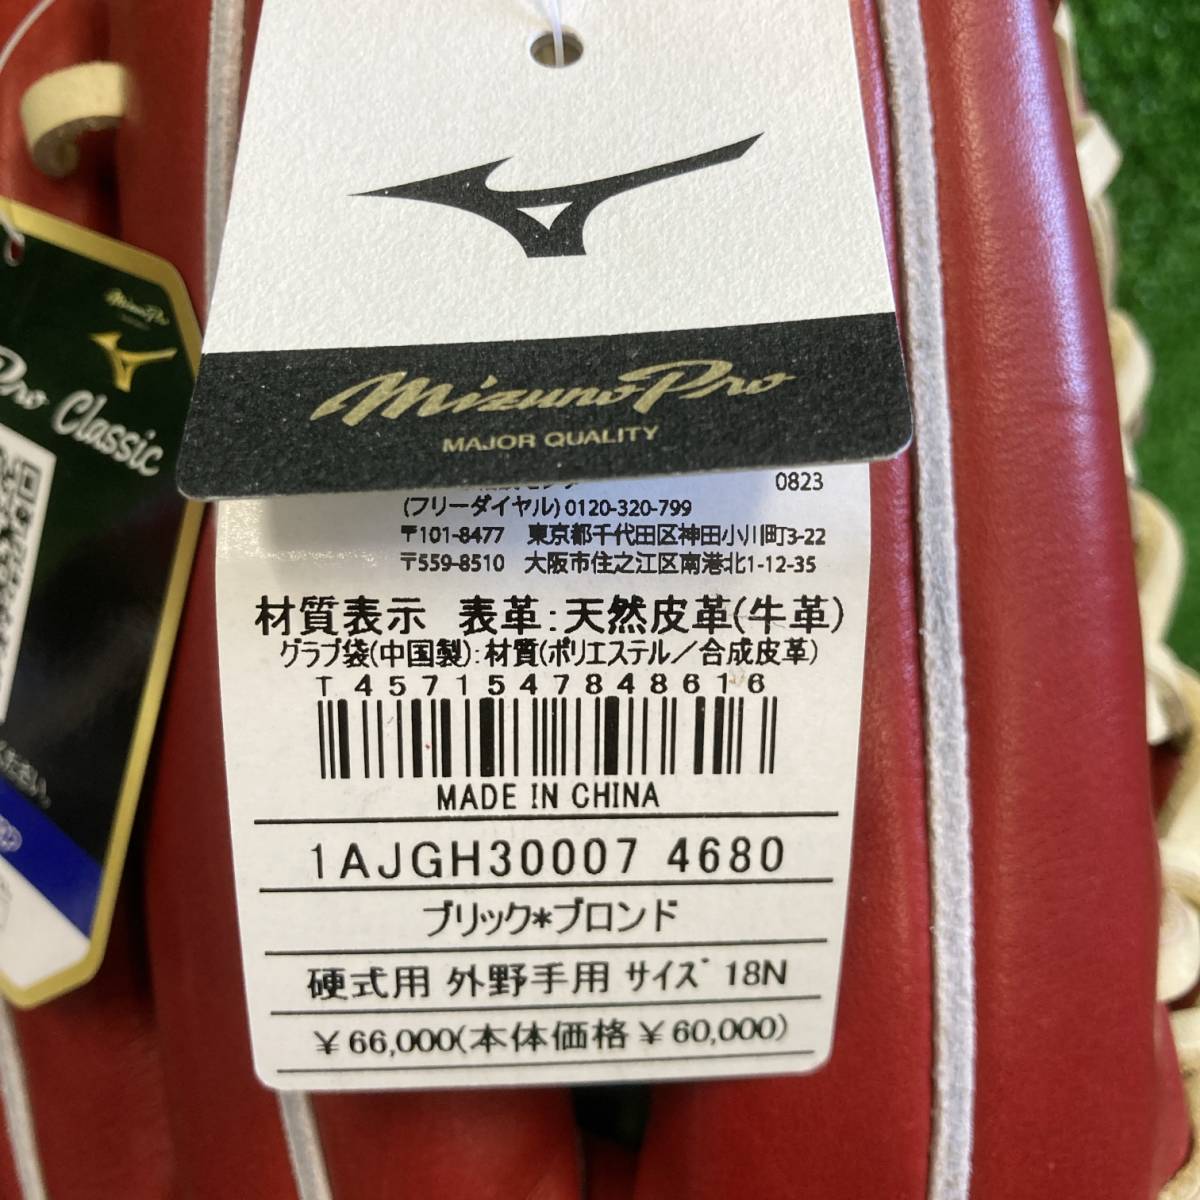 Mizuno Pro
MAJOR QUALITY
Mizuno Pro
Pro Classic
0823
(フリーダイヤル)0120-320-799
〒101-8477 東京都千代田区神田小川町3-22
〒559-8510 大阪市住之江区南港北1-12-35
材質表示 表革:天然皮革(牛革)
グラブ袋(中国製):材質(ポリエステル/合成皮革)
T4571547848616
MADE IN CHINA
1AJGH30007 4680
ブリック*ブロンド
硬式用 外野手用 サイズ 18N
¥66,000(本体価格¥60,000)